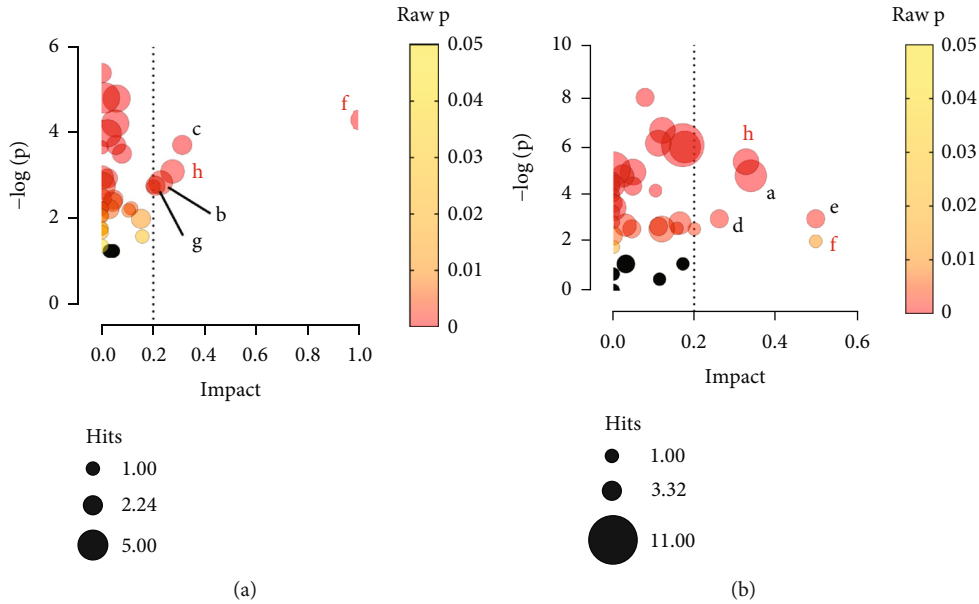 Raw p
6
4
2
0
−log (p)
f
c
h
b
g
0.05
0.04
0.03
0.02
0.01
0
0.0 0.2 0.4 0.6 0.8 1.0
Impact
Hits
1.00
2.24
5.00
(a)
Raw p
10
8
6
4
2
0
−log (p)
h
a
e
d
f
0.05
0.04
0.03
0.02
0.01
0
0.0 0.2 0.4 0.6
Impact
Hits
1.00
3.32
11.00
(b)